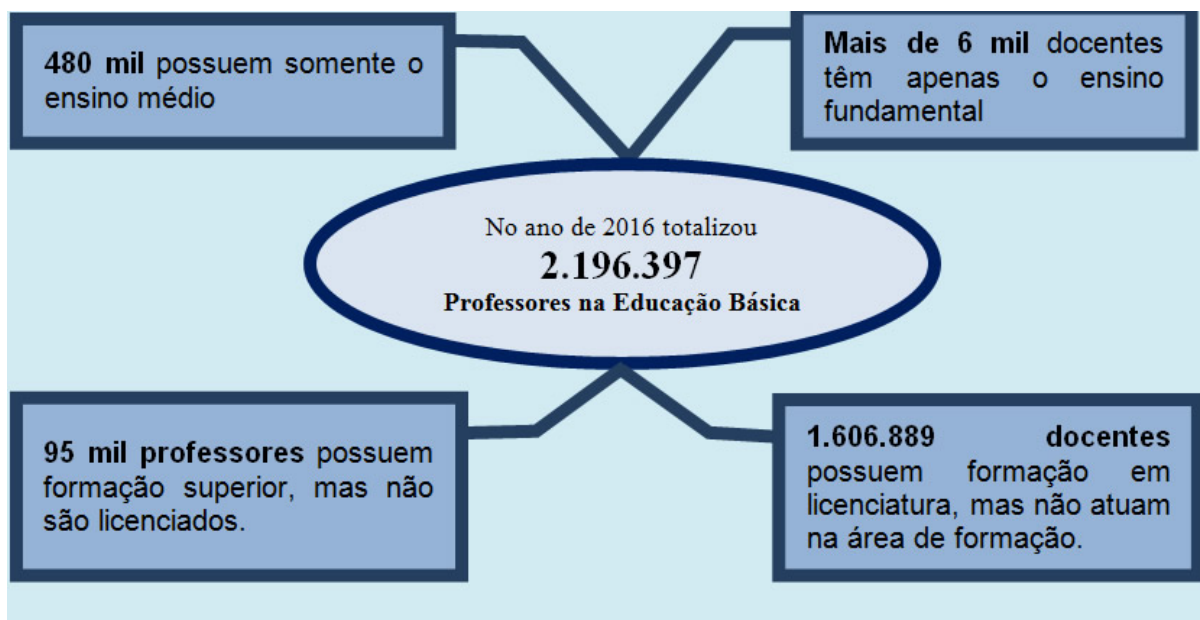 480 mil possuem somente o
ensino médio
Mais de 6 mil docentes
têm apenas o ensino
fundamental
No ano de 2016 totalizou
2.196.397
Professores na Educação Básica
95 mil professores possuem
formação superior, mas não
são licenciados.
1.606.889 docentes
possuem formação em
licenciatura, mas não atuam
na área de formação.